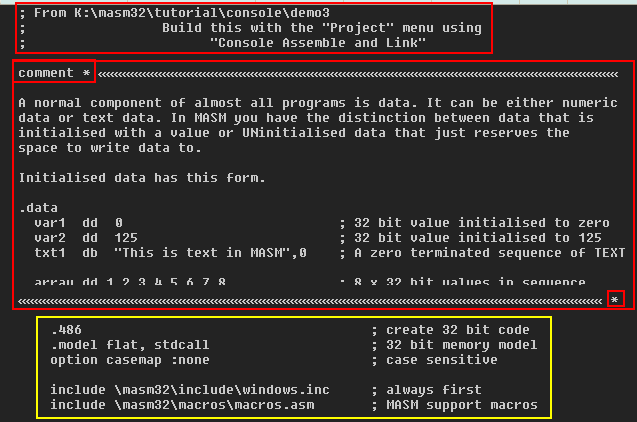 ; From K:\masm32\tutorial\console\demo3
; Build this with the "Project" menu using
; "Console Assemble and Link"
comment * «««««««««««««««««««««««««««««««««««««««««««««««««
A normal component of almost all programs is data. It can be either numeric
data or text data. In MASM you have the distinction between data that is
initialised with a value or UNinitialised data that just reserves the
space to write data to.
Initialised data has this form.
.data
var1 dd 0 ; 32 bit value initialised to zero
var2 dd 125 ; 32 bit value initialised to 125
txt1 db "This is text in MASM",0 ; A zero terminated sequence of TEXT
array dd 1,2,3,4,5,6,7,8 ; 8 x 32 bit values in sequence
«««««««««««««««««««««««««««««««««««««««««««««««««««««««« *
.486 ; create 32 bit code
.model flat, stdcall ; 32 bit memory model
option casemap :none ; case sensitive
include \masm32\include\windows.inc ; always first
include \masm32\macros\macros.asm ; MASM support macros